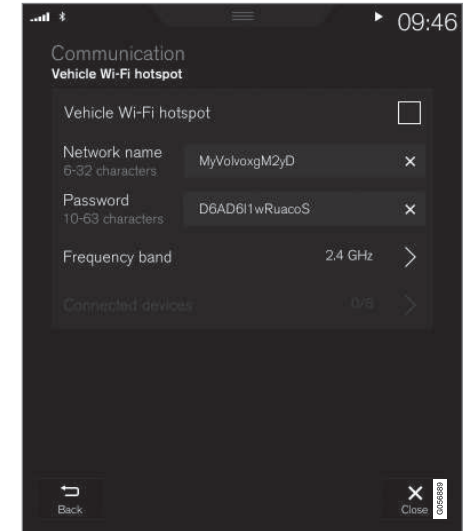 09:46
Communication
Vehicle Wi-Fi hotspot
Vehicle Wi-Fi hotspot
Network name
6-32 characters
MyVolvoxgM2yD
Password
10-63 characters
D6AD6l1wRuacoS
Frequency band
2.4 GHz
Connected devices
0/8
Back
Close
G056889